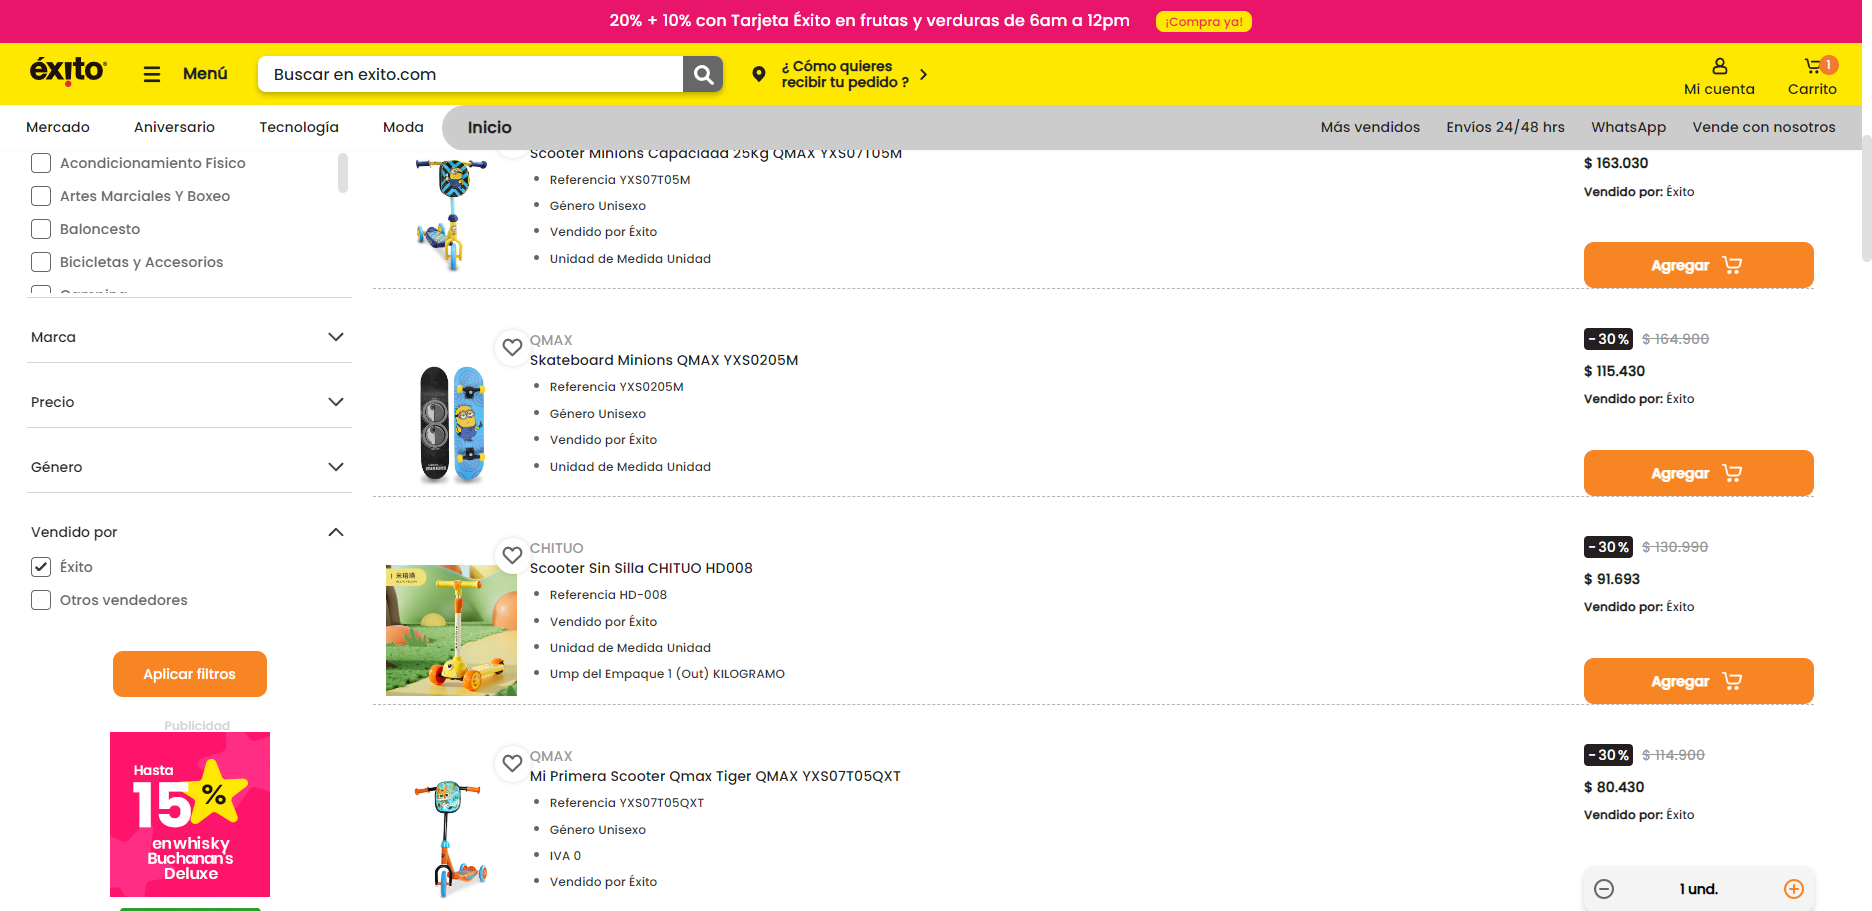 20% + 10% con Tarjeta Éxito en frutas y verduras de 6am a 12pm
¡Compra ya!
éxito
Menú
Buscar en exito.com
¿ Cómo quieres
recibir tu pedido ?
Mi cuenta
1
Carrito
Mercado
Aniversario
Tecnología
Moda
Inicio
Más vendidos
Envíos 24/48 hrs
WhatsApp
Vende con nosotros
Acondicionamiento Fisico
Artes Marciales Y Boxeo
Baloncesto
Bicicletas y Accesorios
Camping
Marca
Precio
Género
Vendido por
Éxito
Otros vendedores
Aplicar filtros
Publicidad
Hasta
15%
en whisky
Buchanan's
Deluxe
Scooter Minions Capacidad 25Kg QMAX YXS07T05M
Referencia YXS07T05M
Género Unisexo
Vendido por Éxito
Unidad de Medida Unidad
$ 163.030
Vendido por: Éxito
Agregar
QMAX
Skateboard Minions QMAX YXS0205M
Referencia YXS0205M
Género Unisexo
Vendido por Éxito
Unidad de Medida Unidad
-30% $ 164.900
$ 115.430
Vendido por: Éxito
Agregar
CHITUO
Scooter Sin Silla CHITUO HD008
Referencia HD-008
Vendido por Éxito
Unidad de Medida Unidad
Ump del Empaque 1 (Out) KILOGRAMO
-30% $ 130.990
$ 91.693
Vendido por: Éxito
Agregar
QMAX
Mi Primera Scooter Qmax Tiger QMAX YXS07T05QXT
Referencia YXS07T05QXT
Género Unisexo
IVA 0
Vendido por Éxito
-30% $ 114.900
$ 80.430
Vendido por: Éxito
1 und.